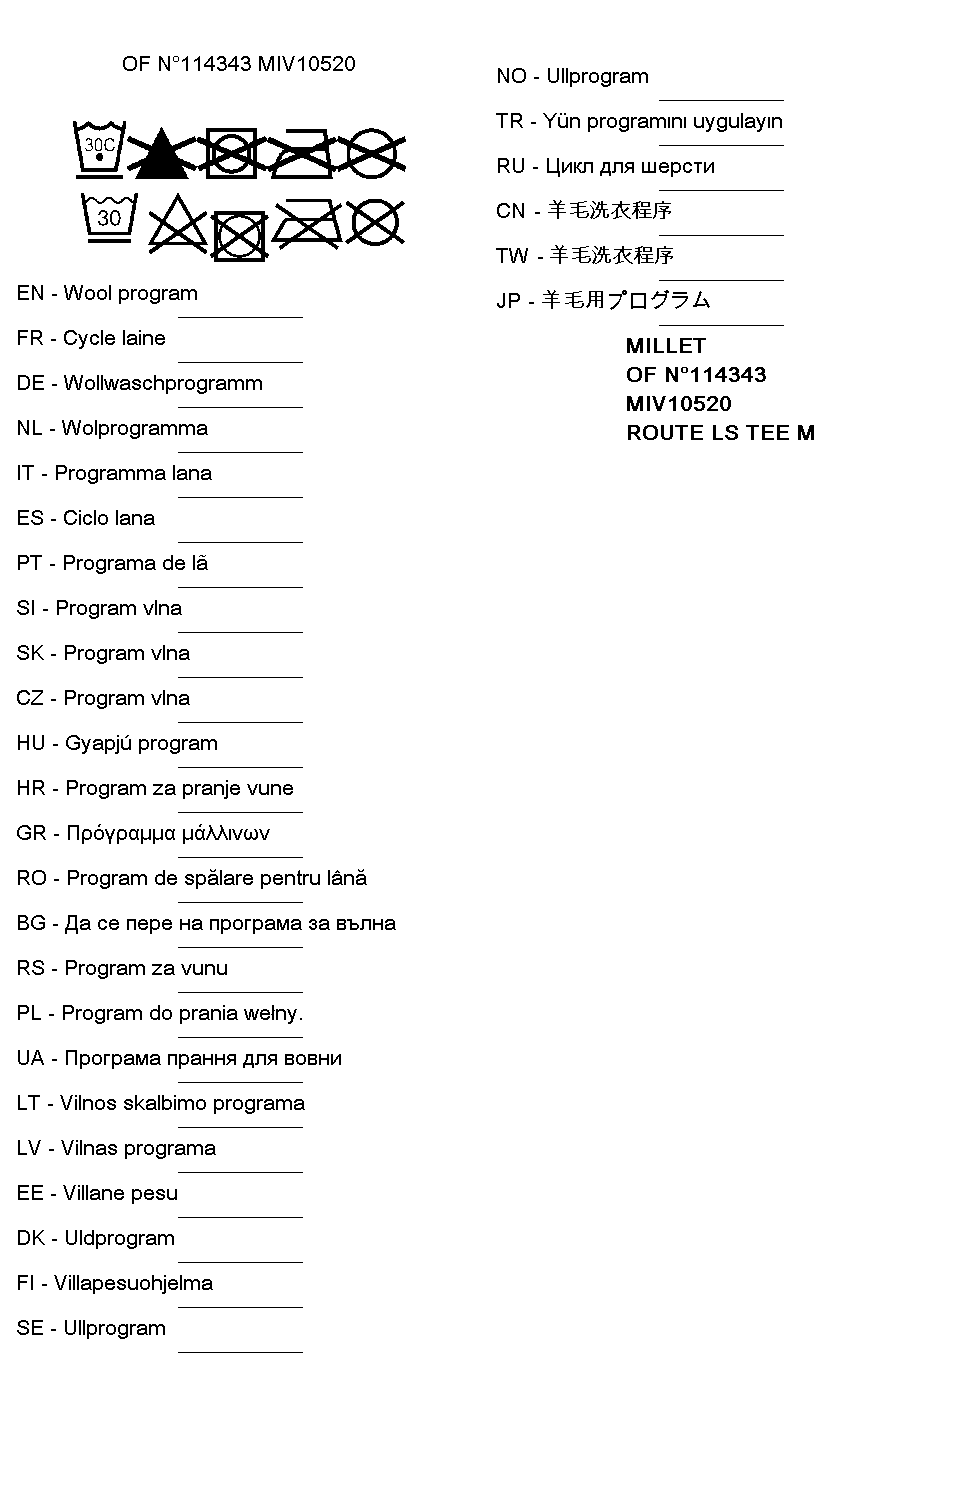 OF N°114343 MIV10520
30C
30
EN - Wool program
FR - Cycle laine
DE - Wollwaschprogramm
NL - Wolprogramma
IT - Programma lana
ES - Ciclo lana
PT - Programa de lã
SI - Program vlna
SK - Program vlna
CZ - Program vlna
HU - Gyapjú program
HR - Program za pranje vune
GR - Πρόγραμμα μάλλινων
RO - Program de spălare pentru lână
BG - Да се пере на програма за вълна
RS - Program za vunu
PL - Program do prania wełny.
UA - Програма прання для вовни
LT - Vilnos skalbimo programa
LV - Vilnas programa
EE - Villane pesu
DK - Uldprogram
FI - Villapesuohjelma
SE - Ullprogram
NO - Ullprogram
TR - Yün programını uygulayın
RU - Цикл для шерсти
CN - 羊毛洗衣程序
TW - 羊毛洗衣程序
JP - 羊毛用プログラム
MILLET
OF N°114343
MIV10520
ROUTE LS TEE M